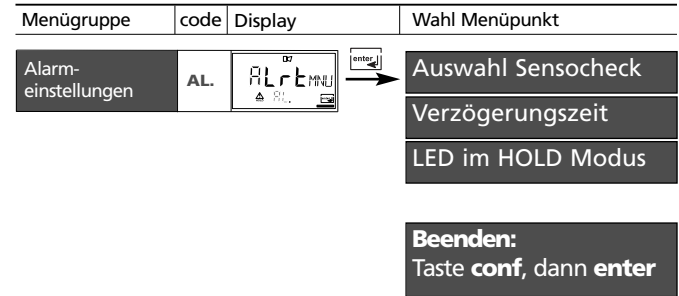 Menügruppe code Display Wahl Menüpunkt
Alarm-
einstellungen
AL.
ALrt MNU
AL.
enter
Auswahl Sensocheck
Verzögerungszeit
LED im HOLD Modus
Beenden:
Taste conf, dann enter